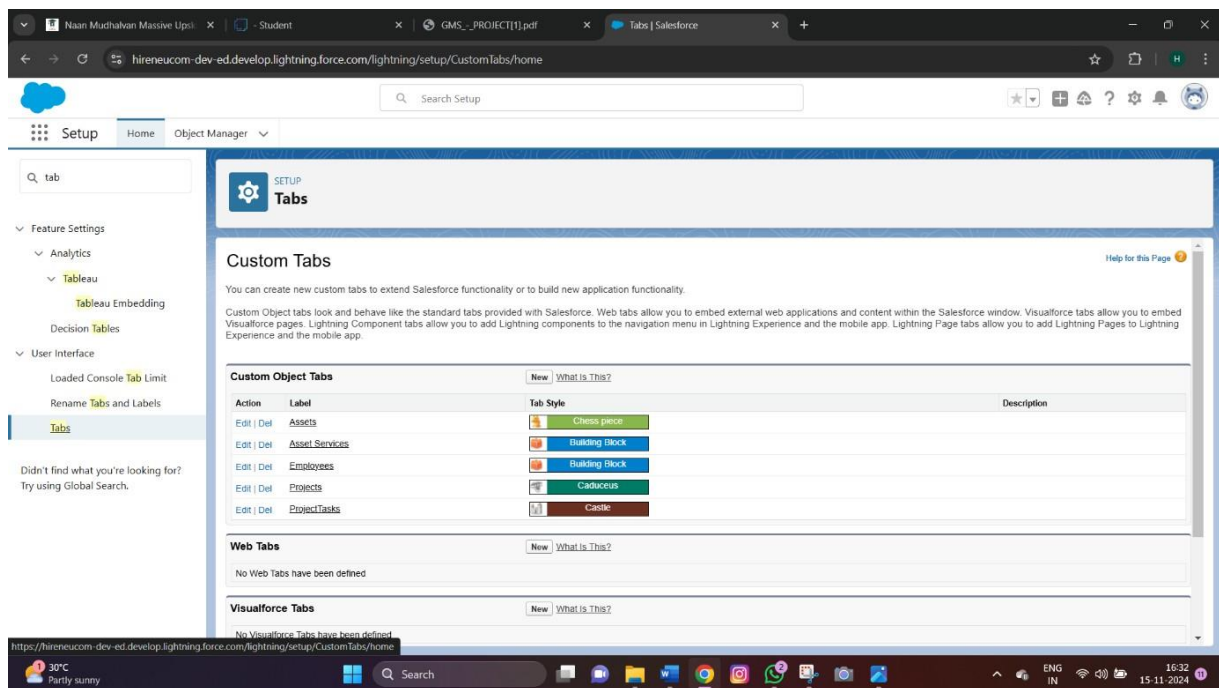 Naan Mudhalvan Massive Upsk
- Student
GMS_-_PROJECT[1].pdf
Tabs | Salesforce
hireneucom-dev-ed.develop.lightning.force.com/lightning/setup/CustomTabs/home
H
Search Setup
Setup
Home
Object Manager
tab
SETUP
Tabs
Feature Settings
Analytics
Tableau
Tableau Embedding
Decision Tables
User Interface
Loaded Console Tab Limit
Rename Tabs and Labels
Tabs
Didn't find what you're looking for?
Try using Global Search.
Custom Tabs
Help for this Page
You can create new custom tabs to extend Salesforce functionality or to build new application functionality.
Custom Object tabs look and behave like the standard tabs provided with Salesforce. Web tabs allow you to embed external web applications and content within the Salesforce window. Visualforce tabs allow you to embed
Visualforce pages. Lightning Component tabs allow you to add Lightning components to the navigation menu in Lightning Experience and the mobile app. Lightning Page tabs allow you to add Lightning Pages to Lightning
Experience and the mobile app.
Custom Object Tabs New What Is This?
Action Label Tab Style Description
Edit | Del Assets Chess piece
Edit | Del Asset Services Building Block
Edit | Del Employees Building Block
Edit | Del Projects Caduceus
Edit | Del ProjectTasks Castle
Web Tabs New What Is This?
No Web Tabs have been defined
Visualforce Tabs New What Is This?
No Visualforce Tabs have been defined
https://hireneucom-dev-ed.develop.lightning.force.com/lightning/setup/CustomTabs/home
1
30°C
Partly sunny
Search
2
ENG
IN
16:32
15-11-2024
11